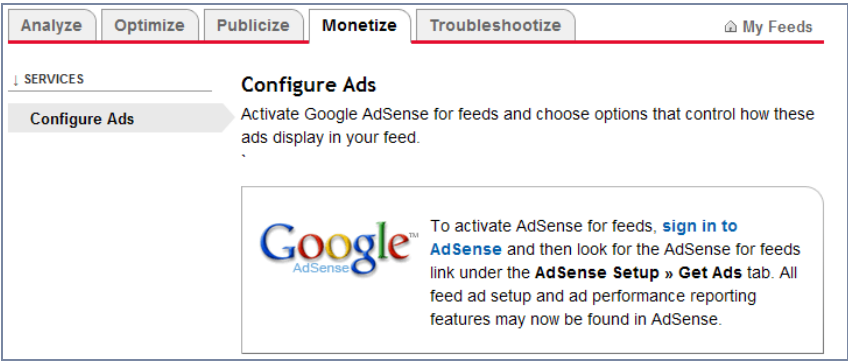 Analyze Optimize Publicize Monetize Troubleshootize My Feeds
↓ SERVICES
Configure Ads
Configure Ads
Activate Google AdSense for feeds and choose options that control how these
ads display in your feed.
`
Google™
AdSense
To activate AdSense for feeds, sign in to
AdSense and then look for the AdSense for feeds
link under the AdSense Setup » Get Ads tab. All
feed ad setup and ad performance reporting
features may now be found in AdSense.